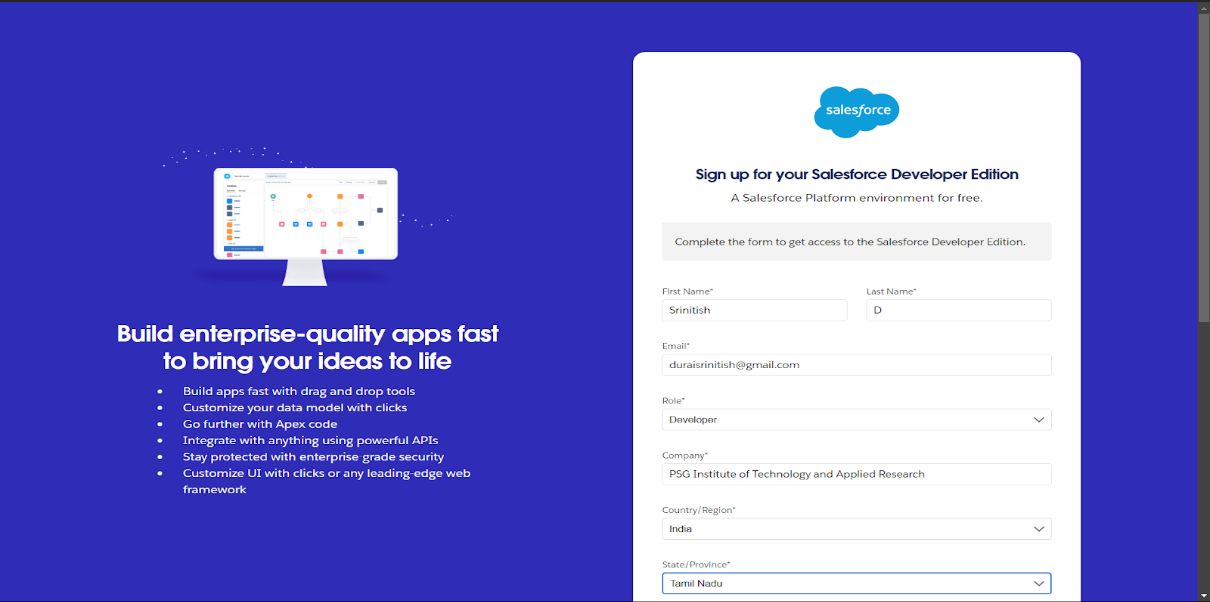 Build enterprise-quality apps fast
to bring your ideas to life
• Build apps fast with drag and drop tools
• Customize your data model with clicks
• Go further with Apex code
• Integrate with anything using powerful APIs
• Stay protected with enterprise-grade security
• Customize UI with clicks or any leading-edge web
framework
salesforce
Sign up for your Salesforce Developer Edition
A Salesforce Platform environment for free.
Complete the form to get access to the Salesforce Developer Edition.
First Name* Last Name*
Srinitish D
Email*
duraisrinitish@gmail.com
Role*
Developer
Company*
PSG Institute of Technology and Applied Research
Country/Region*
India
State/Province*
Tamil Nadu